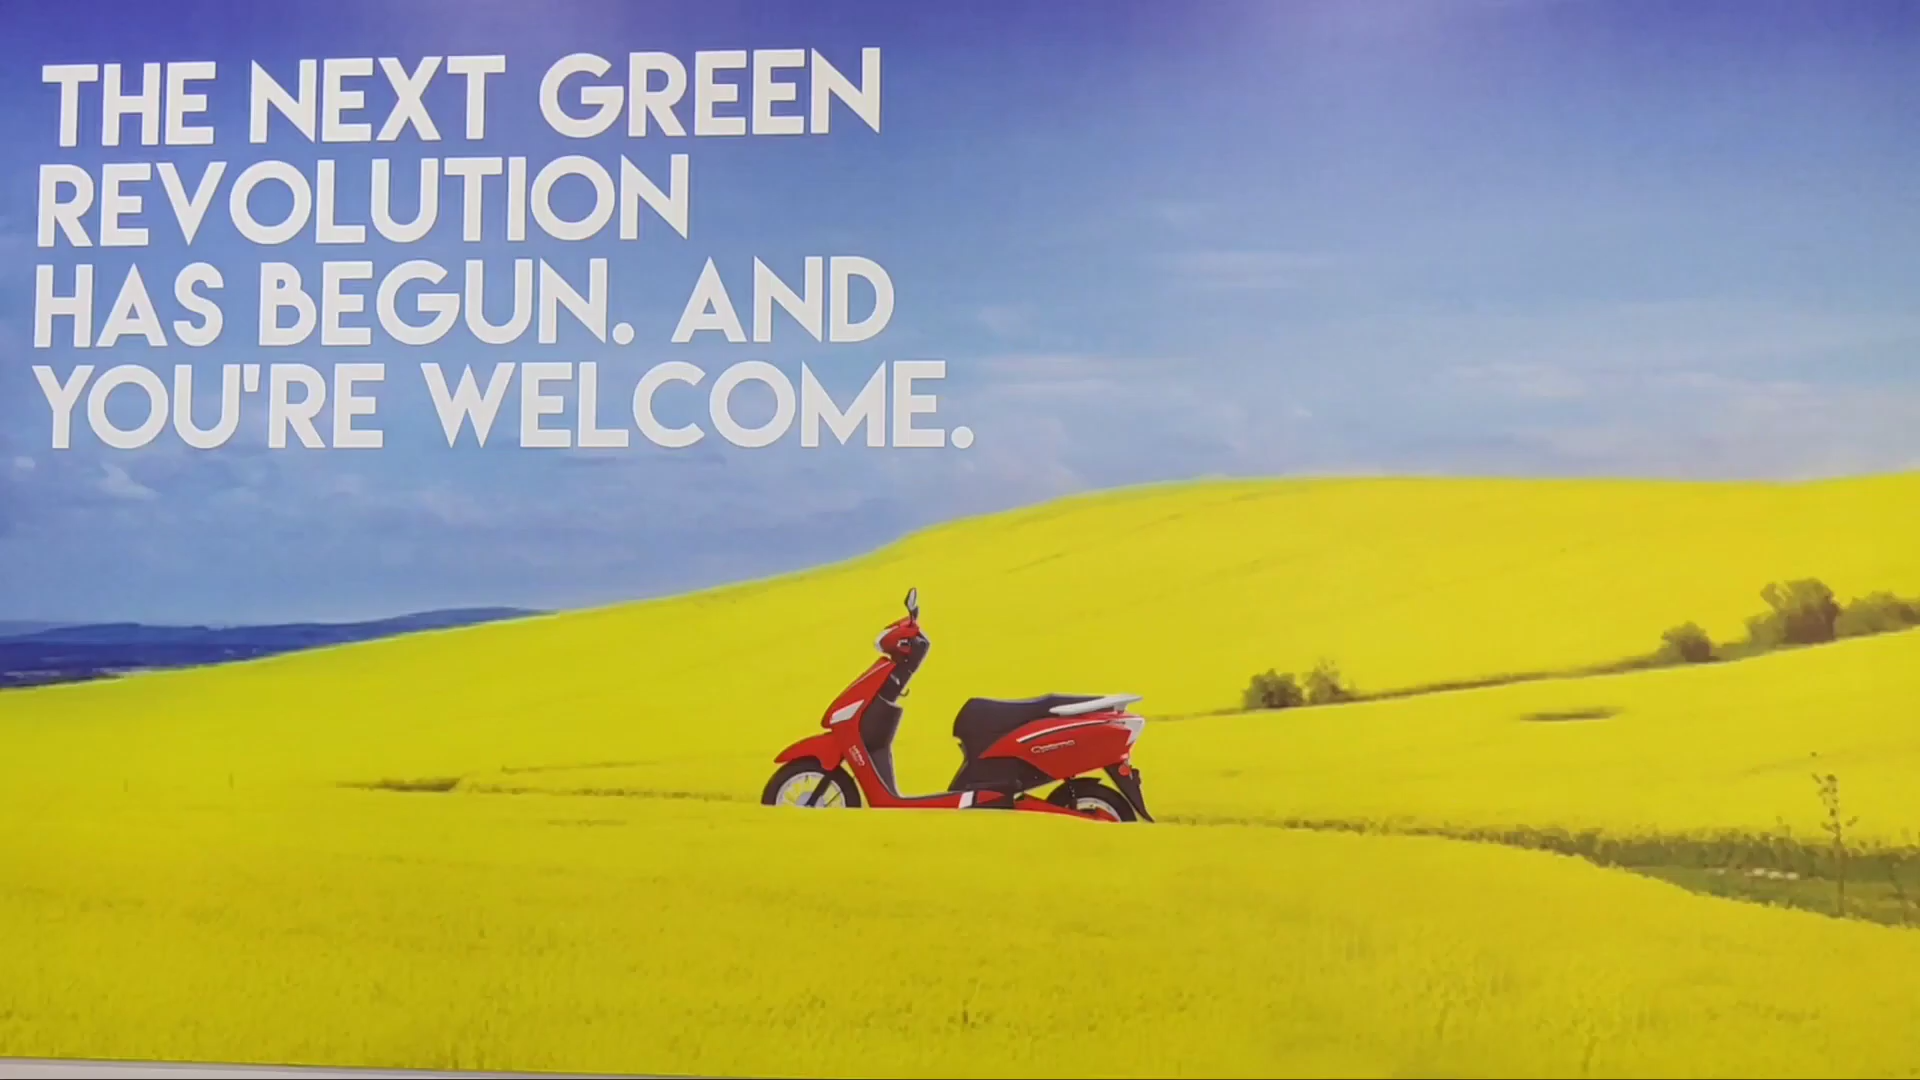 THE NEXT GREEN
REVOLUTION
HAS BEGUN. AND
YOU'RE WELCOME.